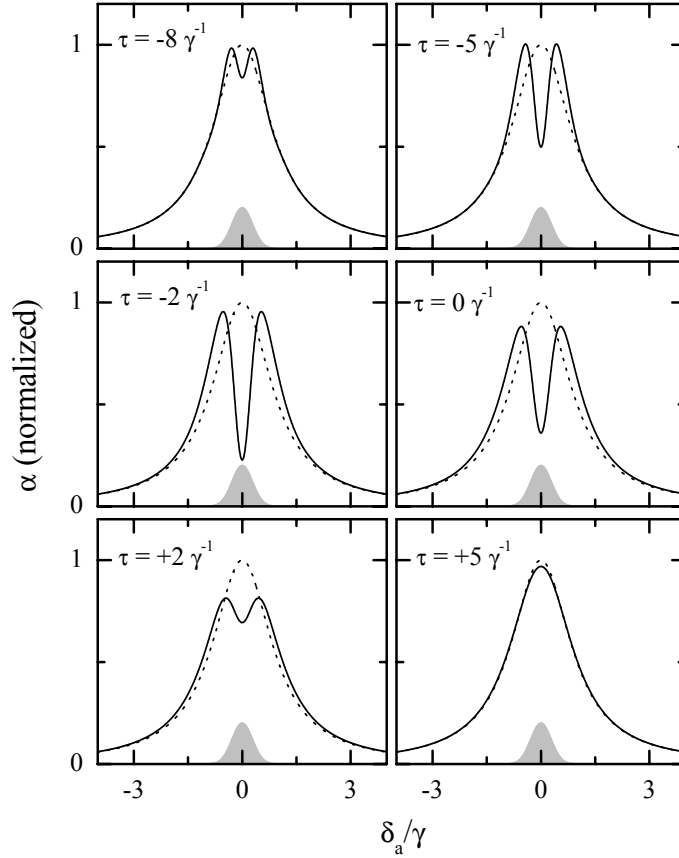 τ = -8 γ⁻¹
τ = -5 γ⁻¹
1
0
τ = -2 γ⁻¹
τ = 0 γ⁻¹
1
0
τ = +2 γ⁻¹
τ = +5 γ⁻¹
1
0
-3 0 3 -3 0 3
α (normalized)
δₐ/γ